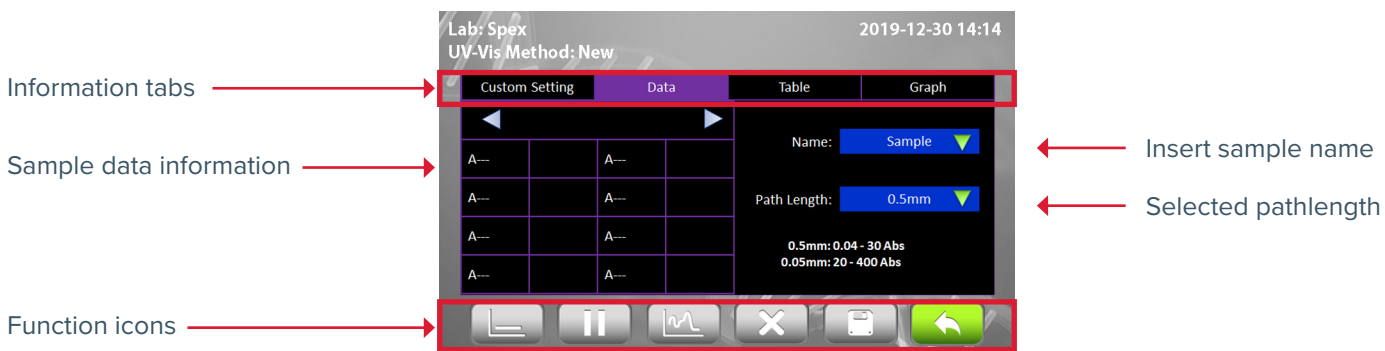 Lab: Spex
2019-12-30 14:14
UV-Vis Method: New
Information tabs
Custom Setting
Data
Table
Graph
Sample data information
A---
A---
A---
A---
A---
A---
A---
A---
Name:
Sample
Insert sample name
Path Length:
0.5mm
Selected pathlength
0.5mm: 0.04 - 30 Abs
0.05mm: 20 - 400 Abs
Function icons